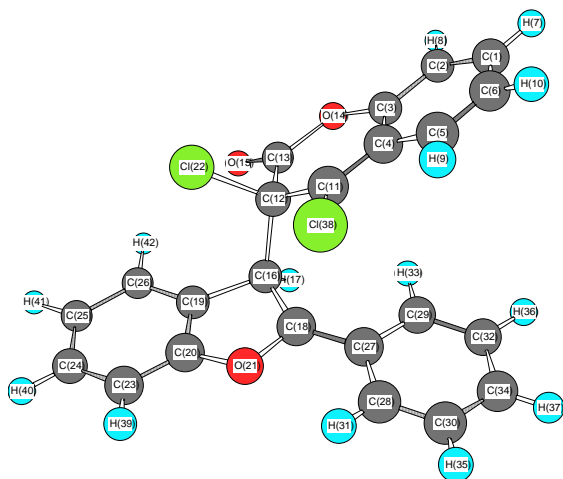 H(7)
H(8)
C(1)
C(2)
C(6)
H(10)
C(3)
O(14)
C(5)
C(4)
H(9)
C(13)
O(15)
Cl(22)
C(11)
C(12)
Cl(38)
H(42)
C(16)
H(17)
H(33)
C(26)
H(41)
C(19)
C(25)
C(29)
H(36)
C(18)
C(32)
C(27)
C(20)
C(24)
O(21)
C(23)
H(40)
C(34)
C(28)
H(37)
H(39)
H(31)
C(30)
H(35)